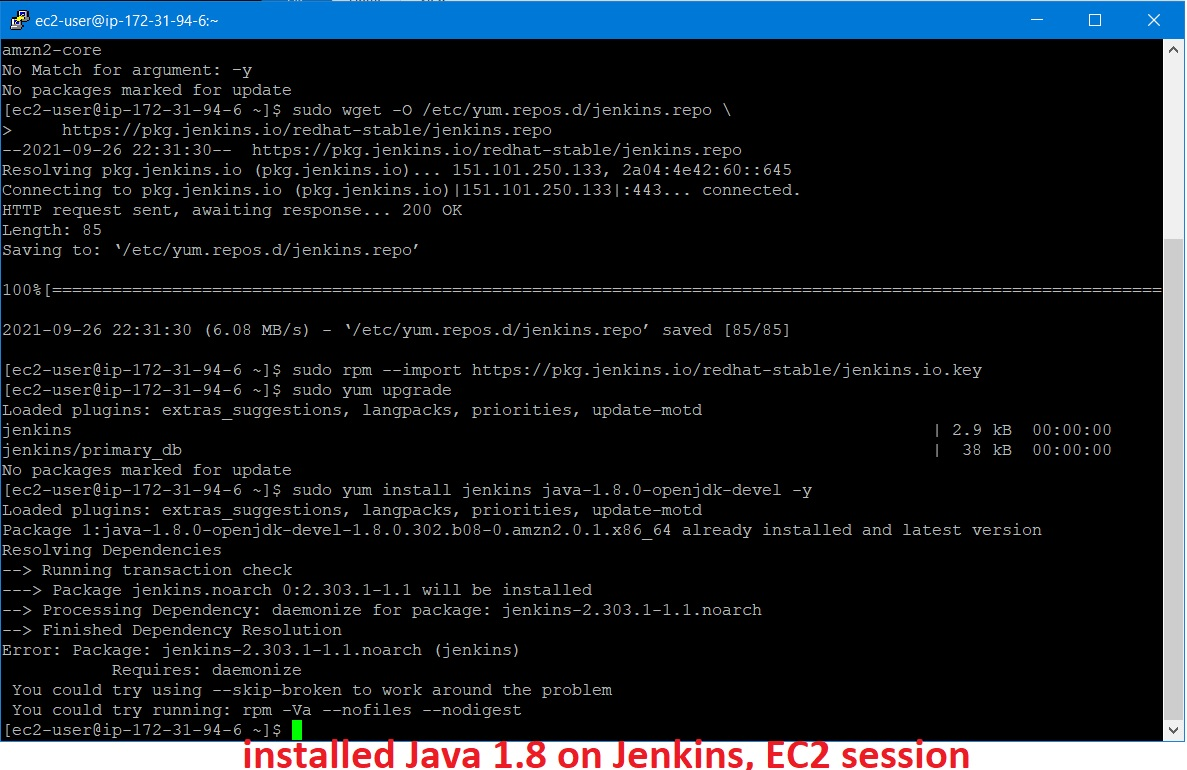 ec2-user@ip-172-31-94-6:~
amzn2-core
No Match for argument: -y
No packages marked for update
[ec2-user@ip-172-31-94-6 ~]$ sudo wget -O /etc/yum.repos.d/jenkins.repo \
>     https://pkg.jenkins.io/redhat-stable/jenkins.repo
--2021-09-26 22:31:30--  https://pkg.jenkins.io/redhat-stable/jenkins.repo
Resolving pkg.jenkins.io (pkg.jenkins.io)... 151.101.250.133, 2a04:4e42:60::645
Connecting to pkg.jenkins.io (pkg.jenkins.io)|151.101.250.133|:443... connected.
HTTP request sent, awaiting response... 200 OK
Length: 85
Saving to: ‘/etc/yum.repos.d/jenkins.repo’
100%[===============================================================================================================
2021-09-26 22:31:30 (6.08 MB/s) - ‘/etc/yum.repos.d/jenkins.repo’ saved [85/85]
[ec2-user@ip-172-31-94-6 ~]$ sudo rpm --import https://pkg.jenkins.io/redhat-stable/jenkins.io.key
[ec2-user@ip-172-31-94-6 ~]$ sudo yum upgrade
Loaded plugins: extras_suggestions, langpacks, priorities, update-motd
jenkins                                                                                      | 2.9 kB  00:00:00
jenkins/primary_db                                                                           |  38 kB  00:00:00
No packages marked for update
[ec2-user@ip-172-31-94-6 ~]$ sudo yum install jenkins java-1.8.0-openjdk-devel -y
Loaded plugins: extras_suggestions, langpacks, priorities, update-motd
Package 1:java-1.8.0-openjdk-devel-1.8.0.302.b08-0.amzn2.0.1.x86_64 already installed and latest version
Resolving Dependencies
--> Running transaction check
---> Package jenkins.noarch 0:2.303.1-1.1 will be installed
--> Processing Dependency: daemonize for package: jenkins-2.303.1-1.1.noarch
--> Finished Dependency Resolution
Error: Package: jenkins-2.303.1-1.1.noarch (jenkins)
           Requires: daemonize
 You could try using --skip-broken to work around the problem
 You could try running: rpm -Va --nofiles --nodigest
[ec2-user@ip-172-31-94-6 ~]$
installed Java 1.8 on Jenkins, EC2 session